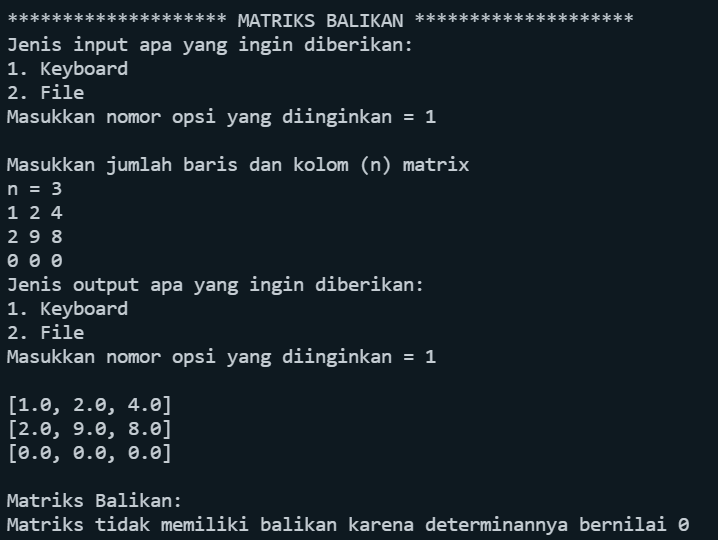 ******************** MATRIKS BALIKAN ********************
Jenis input apa yang ingin diberikan:
1. Keyboard
2. File
Masukkan nomor opsi yang diinginkan = 1
Masukkan jumlah baris dan kolom (n) matrix
n = 3
1 2 4
2 9 8
0 0 0
Jenis output apa yang ingin diberikan:
1. Keyboard
2. File
Masukkan nomor opsi yang diinginkan = 1
[1.0, 2.0, 4.0]
[2.0, 9.0, 8.0]
[0.0, 0.0, 0.0]
Matriks Balikan:
Matriks tidak memiliki balikan karena determinannya bernilai 0